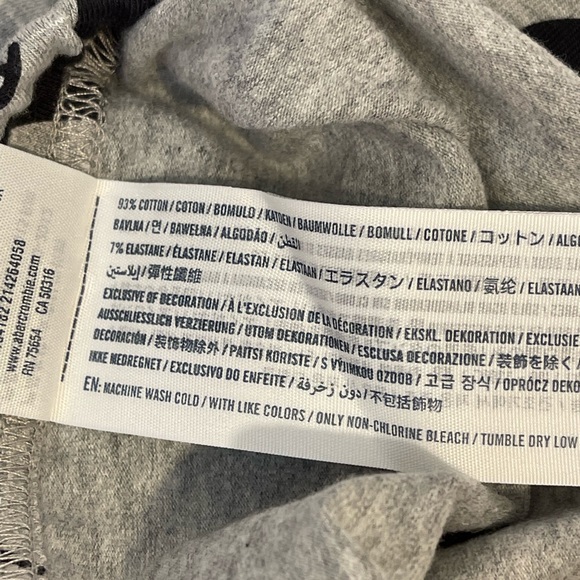 93% COTTON / COTON / BOMULD / KATOEN / BAUMWOLLE / BOMULL / COTONE / コットン / ALGO
BAVLNA / 면 / BAWEŁNA / ALGODÃO / القطن
7% ELASTANE / ÉLASTANE / ELASTAN / ELASTAAN / エラスタン / ELASTANO / 氨纶 / ELASTAAN
إيلاستين / 彈性纖維
EXCLUSIVE OF DECORATION / À L'EXCLUSION DE LA DÉCORATION / EKSKL. DEKORATION / EXCLUSIE
AUSSCHLIESSLICH VERZIERUNG / UTOM DEKORATIONEN / ESCLUSA DECORAZIONE / 装飾を除く /
DECORACIÓN / 装饰物除外 / PAITSI KORISTE / S VÝJIMKOU OZDOB / 고급 장식 / OPRÓCZ DEKO
IKKE MEDREGNET / EXCLUSIVO DO ENFEITE / دون زخرفة / 不包括飾物
EN: MACHINE WASH COLD / WITH LIKE COLORS / ONLY NON-CHLORINE BLEACH / TUMBLE DRY LOW
214264058
www.abercrombie.com
RN 75654 CA 50316